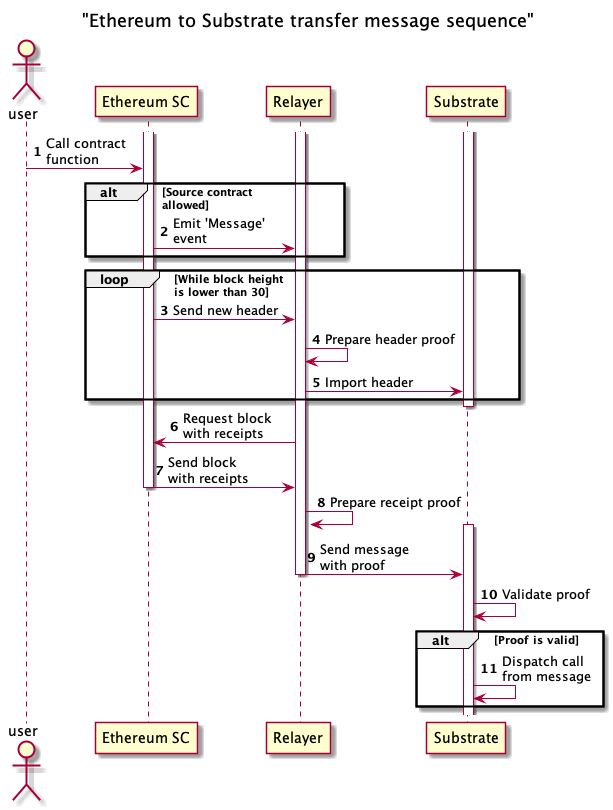 "Ethereum to Substrate transfer message sequence"
user
Ethereum SC
Relayer
Substrate
1 Call contract
function
alt
[Source contract
allowed]
2 Emit 'Message'
event
loop
[While block height
is lower than 30]
3 Send new header
4 Prepare header proof
5 Import header
6 Request block
with receipts
7 Send block
with receipts
8 Prepare receipt proof
9 Send message
with proof
10 Validate proof
alt
[Proof is valid]
11 Dispatch call
from message
user
Ethereum SC
Relayer
Substrate